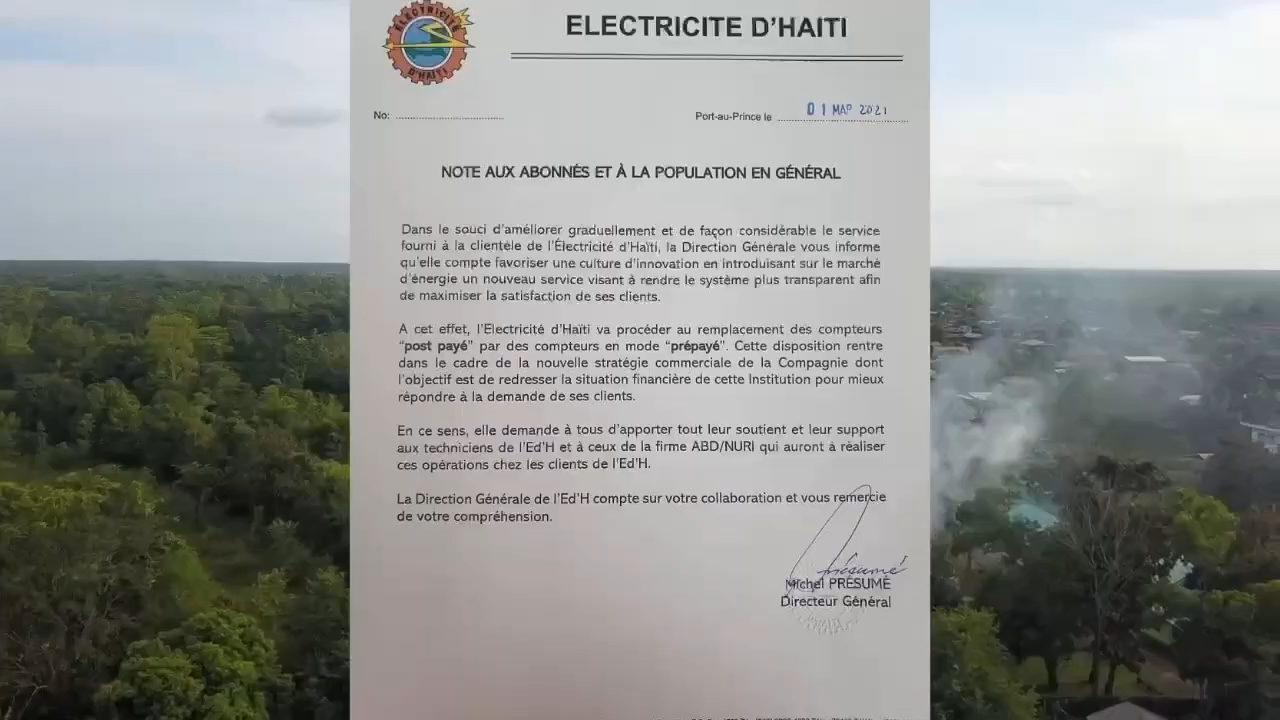 ELECTRICITÉ
D'HAITI
ELECTRICITE D'HAITI
No: ........................
Port-au-Prince le 01 MAR 2021
NOTE AUX ABONNÉS ET À LA POPULATION EN GÉNÉRAL
Dans le souci d'améliorer graduellement et de façon considérable le service
fourni à la clientèle de l'Électricité d'Haïti, la Direction Générale vous informe
qu'elle compte favoriser une culture d'innovation en introduisant sur le marché
d'énergie un nouveau service visant à rendre le système plus transparent afin
de maximiser la satisfaction de ses clients.
A cet effet, l'Electricité d'Haïti va procéder au remplacement des compteurs
"post payé" par des compteurs en mode "prépayé". Cette disposition rentre
dans le cadre de la nouvelle stratégie commerciale de la Compagnie dont
l'objectif est de redresser la situation financière de cette Institution pour mieux
répondre à la demande de ses clients.
En ce sens, elle demande à tous d'apporter tout leur soutient et leur support
aux techniciens de l'Ed'H et à ceux de la firme ABD/NURI qui auront à réaliser
ces opérations chez les clients de l'Ed'H.
La Direction Générale de l'Ed'H compte sur votre collaboration et vous remercie
de votre compréhension.
Présumé
Michel PRÉSUMÉ
Directeur Général